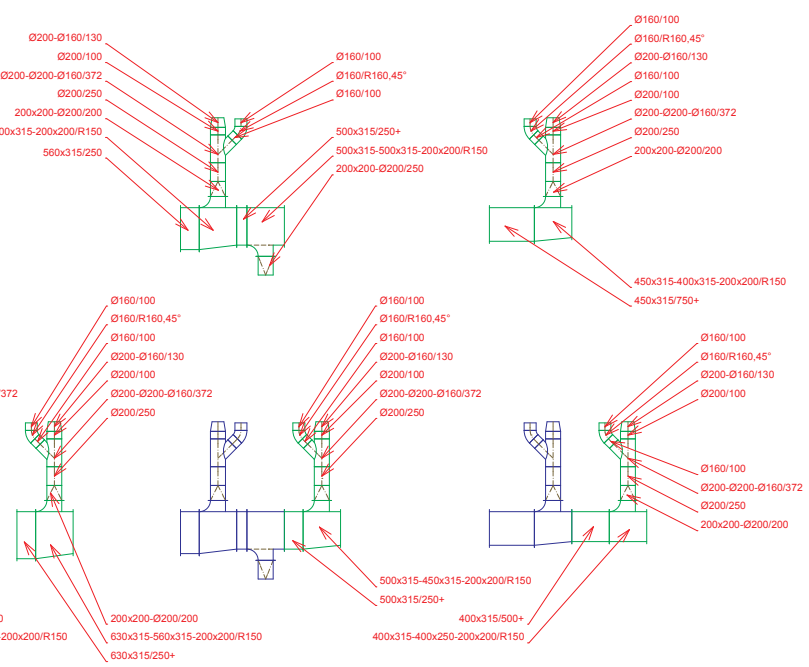 Ø200-Ø160/130
Ø200/100
Ø200-Ø200-Ø160/372
Ø200/250
200x200-Ø200/200
00x315-200x200/R150
560x315/250
Ø160/100
Ø160/R160,45°
Ø160/100
500x315/250+
500x315-500x315-200x200/R150
200x200-Ø200/250
Ø160/100
Ø160/R160,45°
Ø200-Ø160/130
Ø160/100
Ø200/100
Ø200-Ø200-Ø160/372
Ø200/250
200x200-Ø200/200
450x315-400x315-200x200/R150
450x315/750+
/372
Ø160/100
Ø160/R160,45°
Ø160/100
Ø200-Ø160/130
Ø200/100
Ø200-Ø200-Ø160/372
Ø200/250
0
-200x200/R150
200x200-Ø200/200
630x315-560x315-200x200/R150
630x315/250+
Ø160/100
Ø160/R160,45°
Ø160/100
Ø200-Ø160/130
Ø200/100
Ø200-Ø200-Ø160/372
Ø200/250
500x315-450x315-200x200/R150
500x315/250+
Ø160/100
Ø160/R160,45°
Ø200-Ø160/130
Ø200/100
Ø160/100
Ø200-Ø200-Ø160/372
Ø200/250
200x200-Ø200/200
400x315/500+
400x315-400x250-200x200/R150